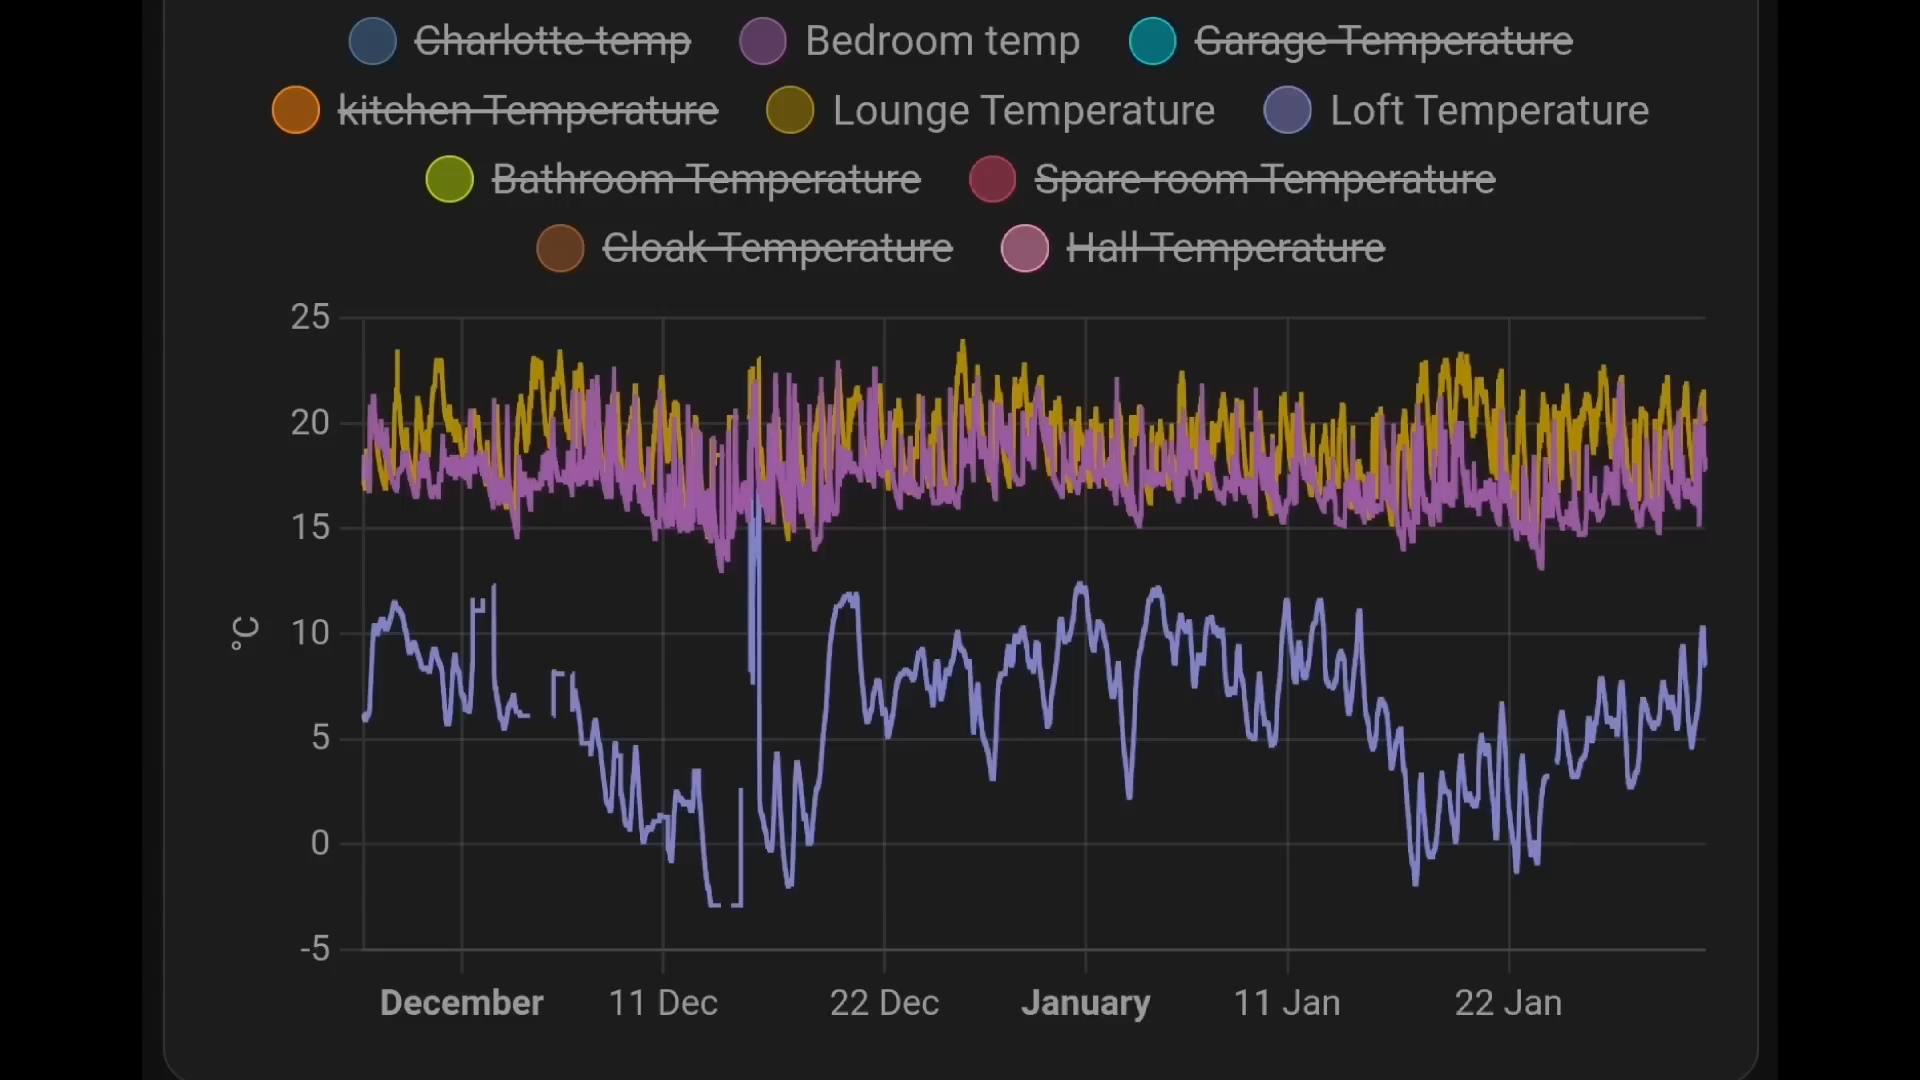 Charlotte temp Bedroom temp Garage Temperature
kitchen Temperature Lounge Temperature Loft Temperature
Bathroom Temperature Spare room Temperature
Cloak Temperature Hall Temperature
25
20
15
10
5
0
-5
°C
December 11 Dec 22 Dec January 11 Jan 22 Jan